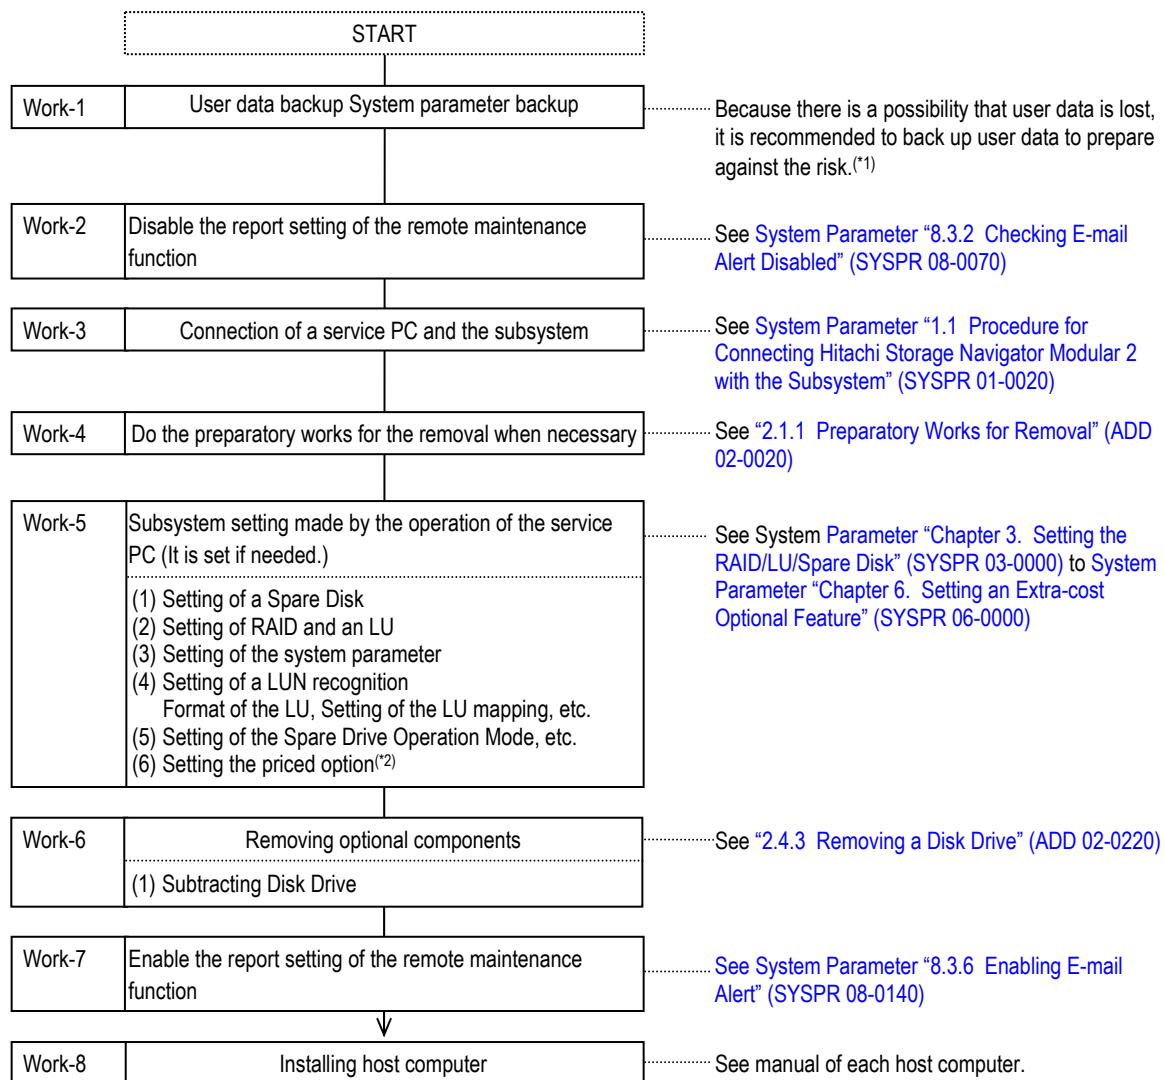 START
Work-1
User data backup System parameter backup
Because there is a possibility that user data is lost,
it is recommended to back up user data to prepare
against the risk.(*1)
Work-2
Disable the report setting of the remote maintenance
function
See System Parameter “8.3.2 Checking E-mail
Alert Disabled” (SYSPR 08-0070)
Work-3
Connection of a service PC and the subsystem
See System Parameter “1.1 Procedure for
Connecting Hitachi Storage Navigator Modular 2
with the Subsystem” (SYSPR 01-0020)
Work-4
Do the preparatory works for the removal when necessary
See “2.1.1 Preparatory Works for Removal” (ADD
02-0020)
Work-5
Subsystem setting made by the operation of the service
PC (It is set if needed.)
(1) Setting of a Spare Disk
(2) Setting of RAID and an LU
(3) Setting of the system parameter
(4) Setting of a LUN recognition
Format of the LU, Setting of the LU mapping, etc.
(5) Setting of the Spare Drive Operation Mode, etc.
(6) Setting the priced option(*2)
See System Parameter “Chapter 3. Setting the
RAID/LU/Spare Disk” (SYSPR 03-0000) to System
Parameter “Chapter 6. Setting an Extra-cost
Optional Feature” (SYSPR 06-0000)
Work-6
Removing optional components
(1) Subtracting Disk Drive
See “2.4.3 Removing a Disk Drive” (ADD 02-0220)
Work-7
Enable the report setting of the remote maintenance
function
See System Parameter “8.3.6 Enabling E-mail
Alert” (SYSPR 08-0140)
Work-8
Installing host computer
See manual of each host computer.